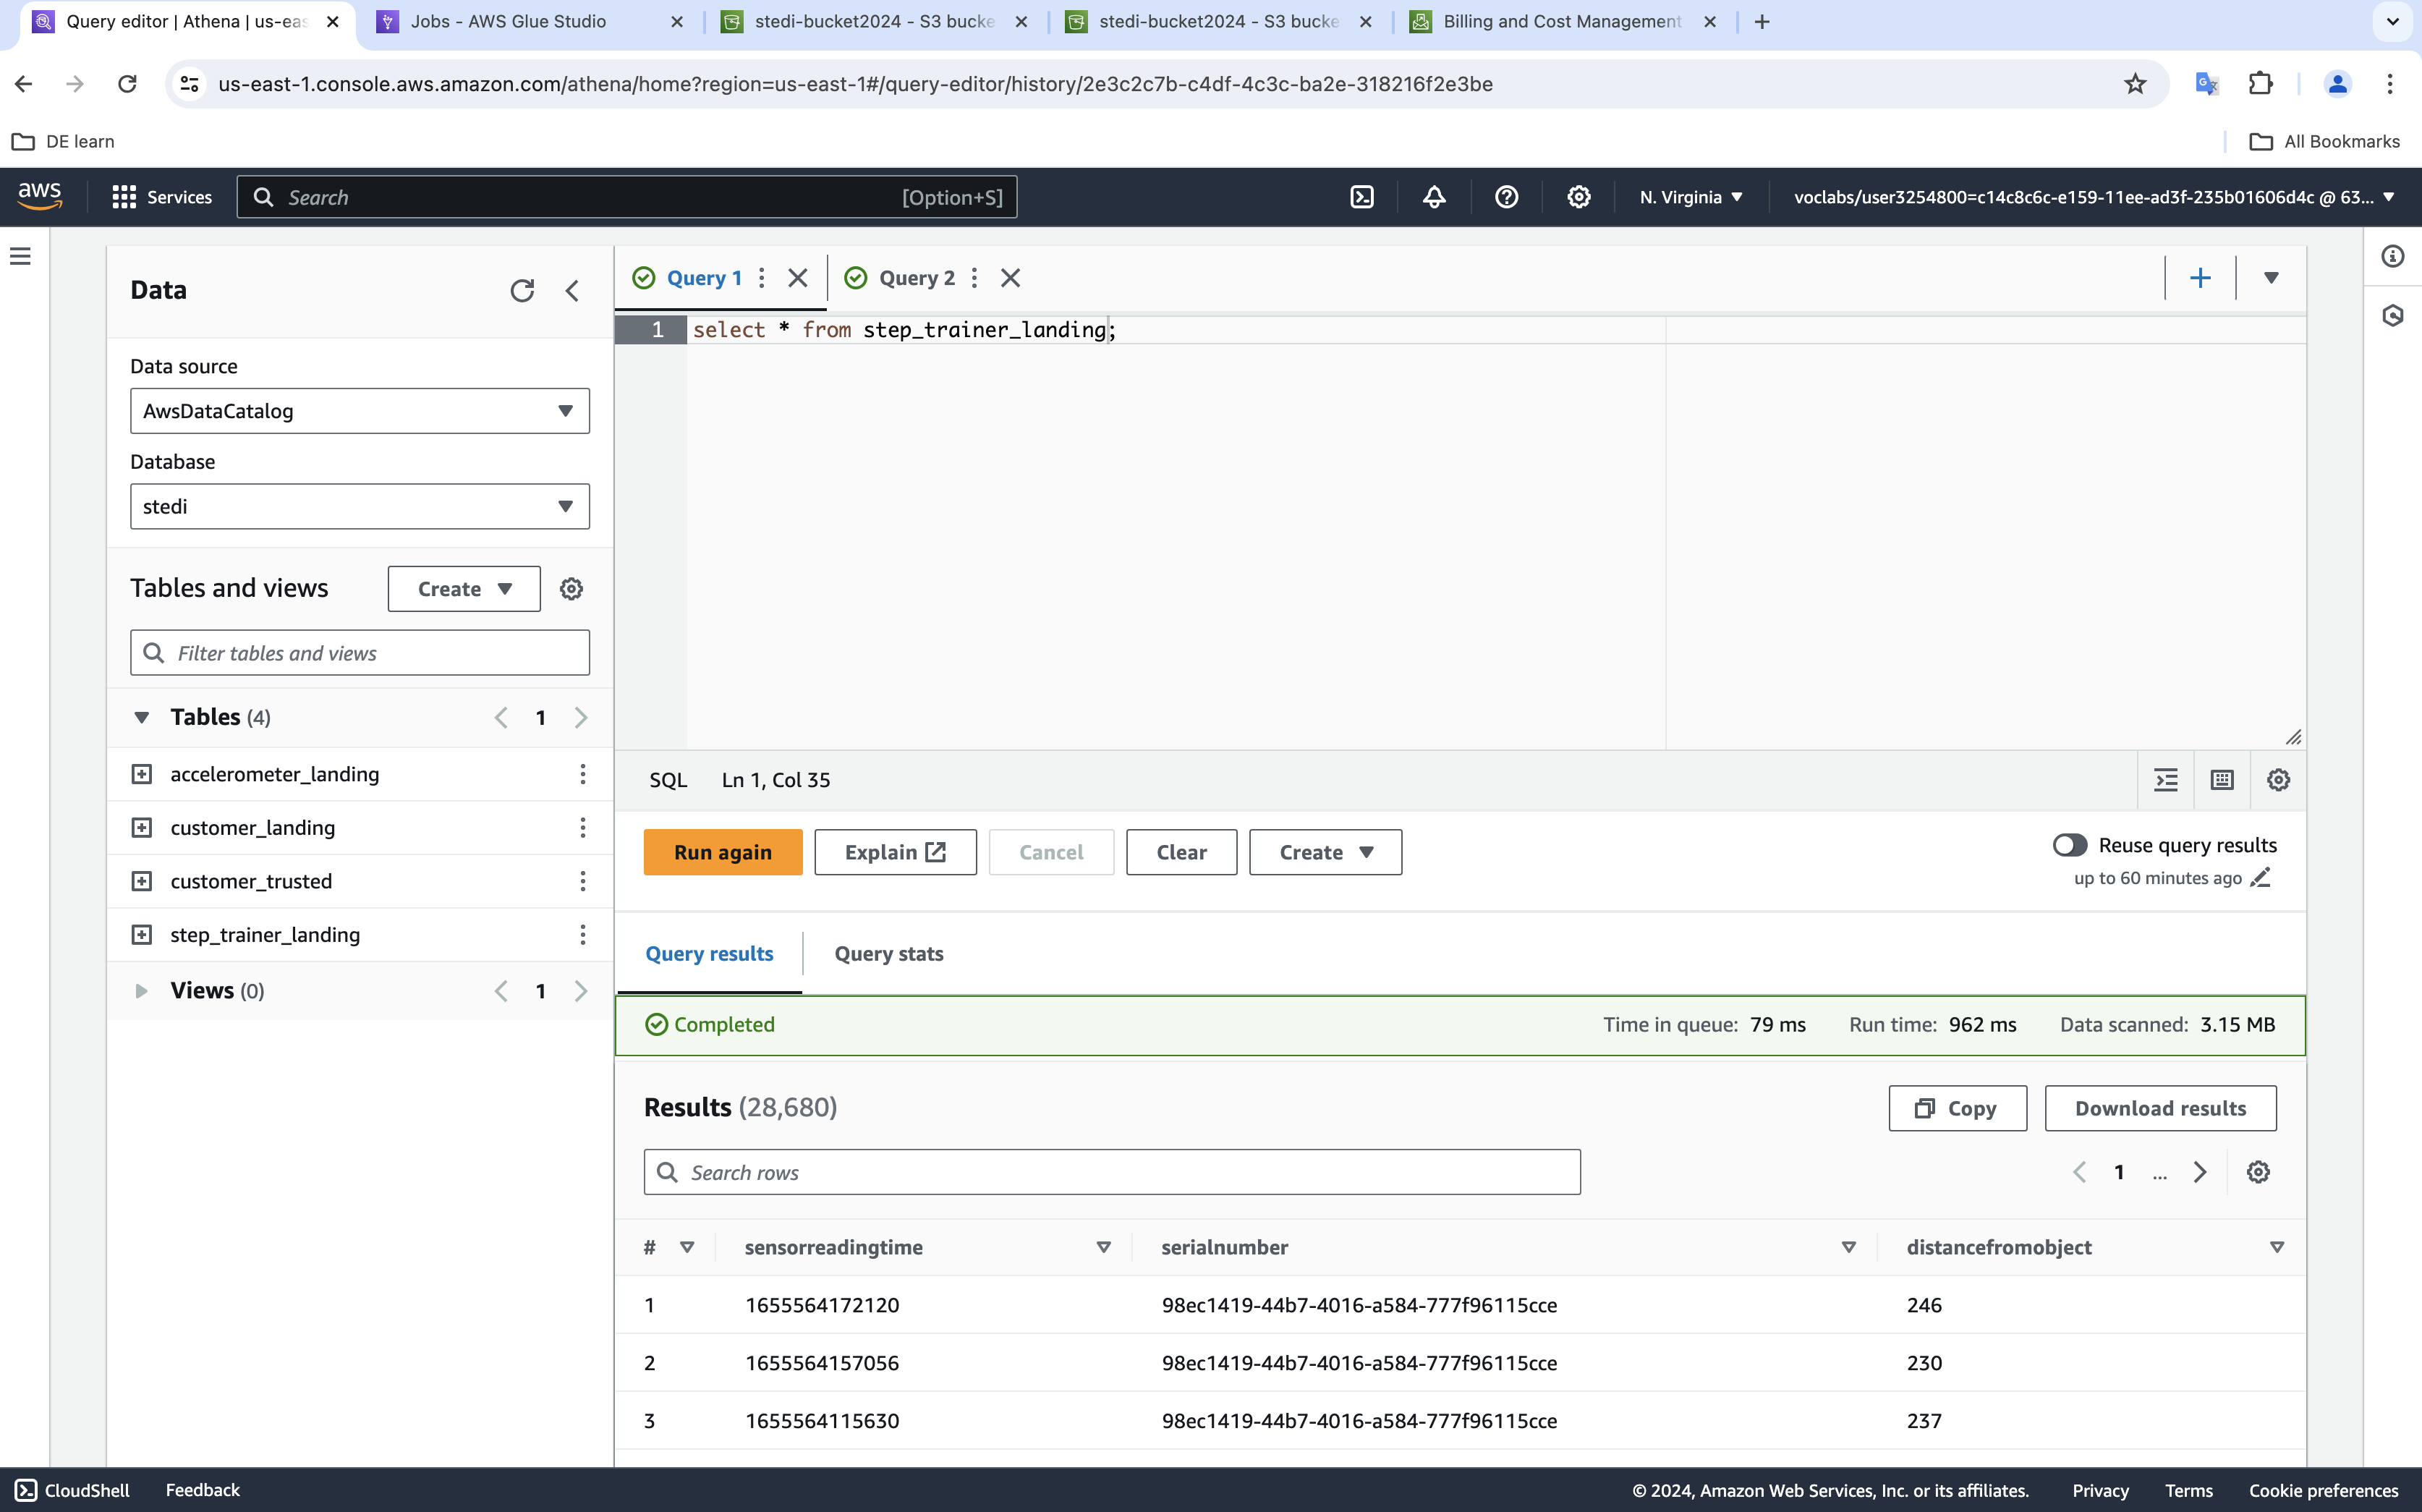 Query editor | Athena | us-eas
Jobs - AWS Glue Studio
stedi-bucket2024 - S3 bucke
stedi-bucket2024 - S3 bucke
Billing and Cost Management
us-east-1.console.aws.amazon.com/athena/home?region=us-east-1#/query-editor/history/2e3c2c7b-c4df-4c3c-ba2e-318216f2e3be
DE learn
All Bookmarks
aws
Services
Search
[Option+S]
N. Virginia
voclabs/user3254800=c14c8c6c-e159-11ee-ad3f-235b01606d4c @ 63...
Data
Data source
AwsDataCatalog
Database
stedi
Tables and views
Create
Filter tables and views
Tables (4)
1
accelerometer_landing
customer_landing
customer_trusted
step_trainer_landing
Views (0)
1
Query 1
Query 2
1 select * from step_trainer_landing;
SQL Ln 1, Col 35
Run again
Explain
Cancel
Clear
Create
Reuse query results
up to 60 minutes ago
Query results
Query stats
Completed
Time in queue: 79 ms
Run time: 962 ms
Data scanned: 3.15 MB
Results (28,680)
Copy
Download results
Search rows
1 ...
# sensorreadingtime serialnumber distancefromobject
1 1655564172120 98ec1419-44b7-4016-a584-777f96115cce 246
2 1655564157056 98ec1419-44b7-4016-a584-777f96115cce 230
3 1655564115630 98ec1419-44b7-4016-a584-777f96115cce 237
CloudShell
Feedback
© 2024, Amazon Web Services, Inc. or its affiliates.
Privacy
Terms
Cookie preferences